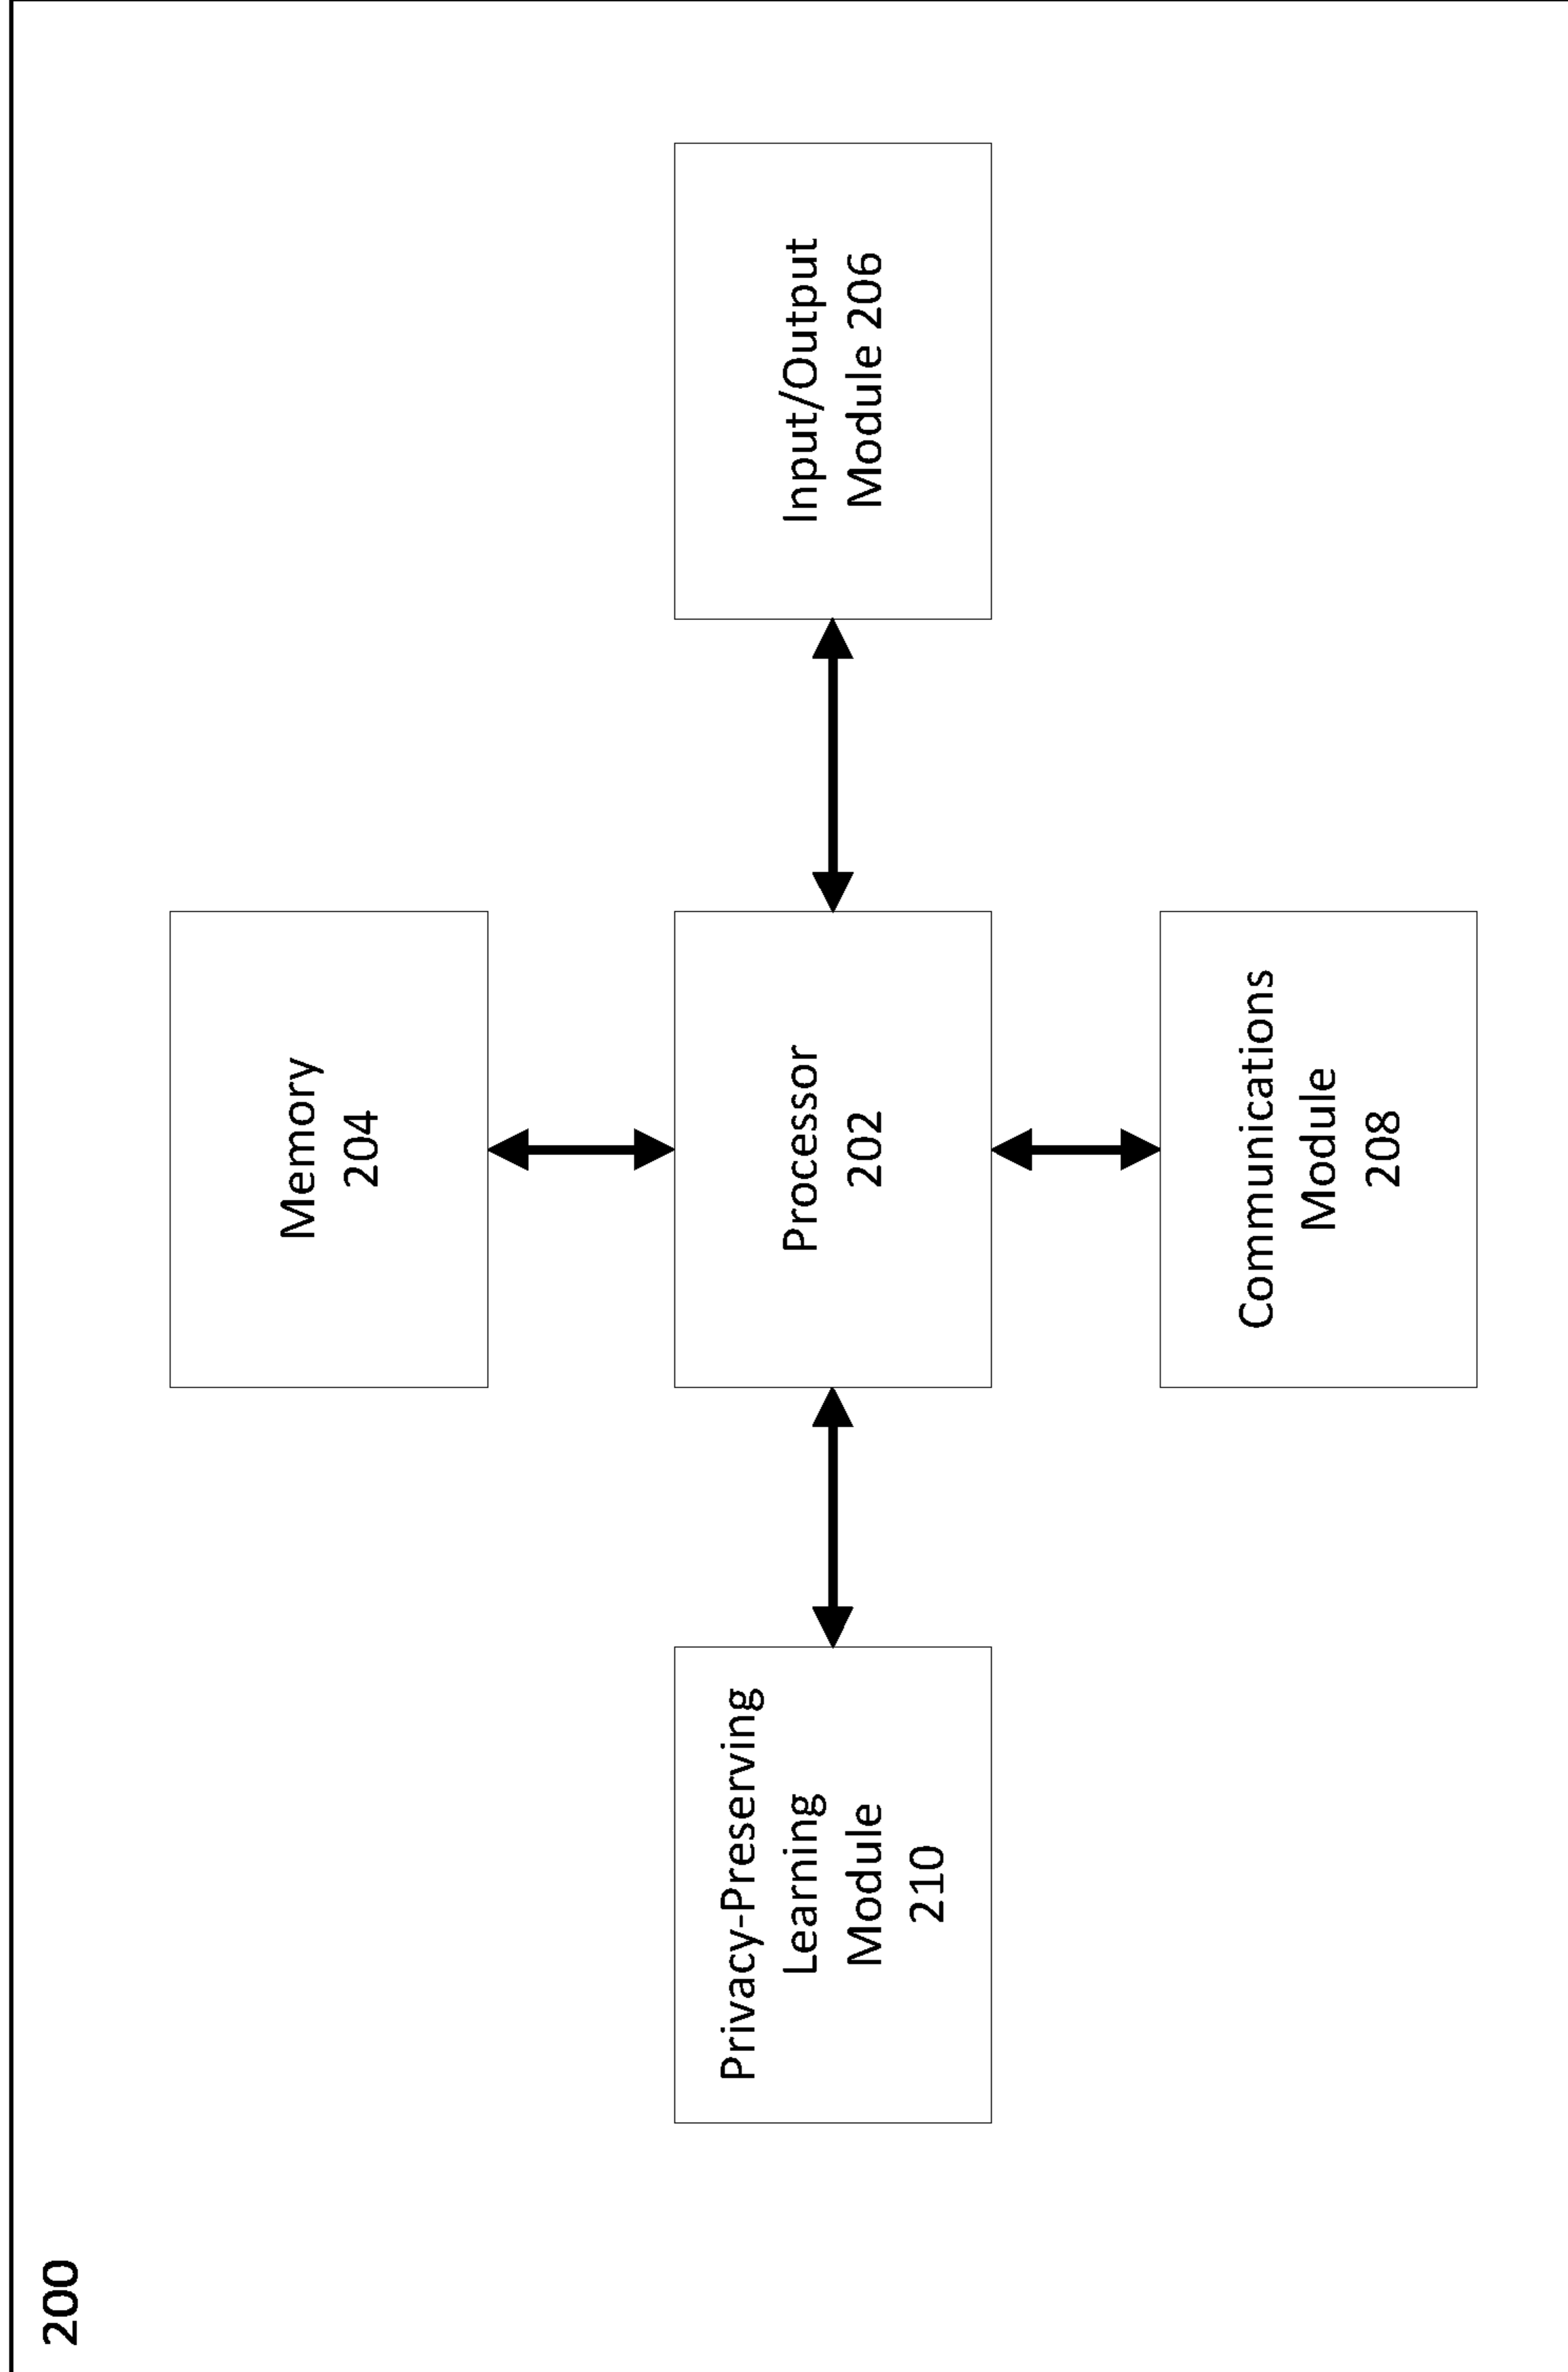 200
Memory
204
Privacy-Preserving
Learning
Module
210
Processor
202
Input/Output
Module 206
Communications
Module
208